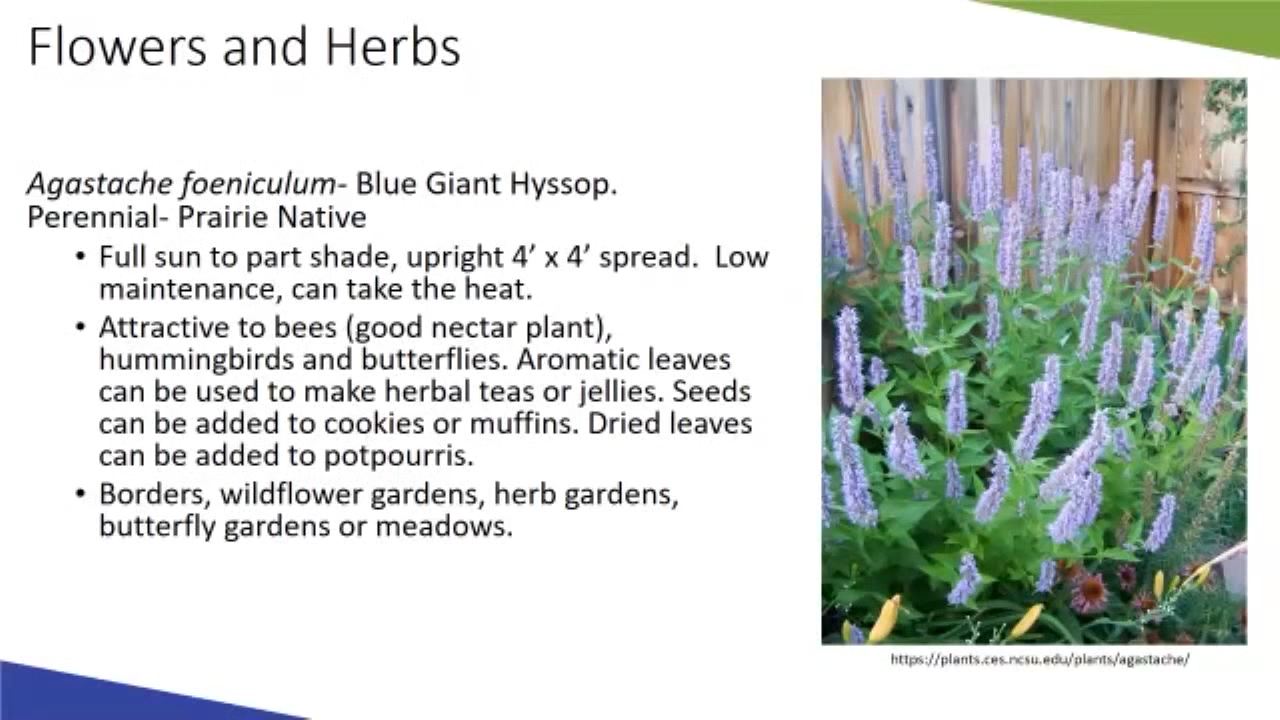 Flowers and Herbs
Agastache foeniculum- Blue Giant Hyssop.
Perennial- Prairie Native
• Full sun to part shade, upright 4’ x 4’ spread.  Low
maintenance, can take the heat.
• Attractive to bees (good nectar plant),
hummingbirds and butterflies. Aromatic leaves
can be used to make herbal teas or jellies. Seeds
can be added to cookies or muffins. Dried leaves
can be added to potpourris.
• Borders, wildflower gardens, herb gardens,
butterfly gardens or meadows.
https://plants.ces.ncsu.edu/plants/agastache/